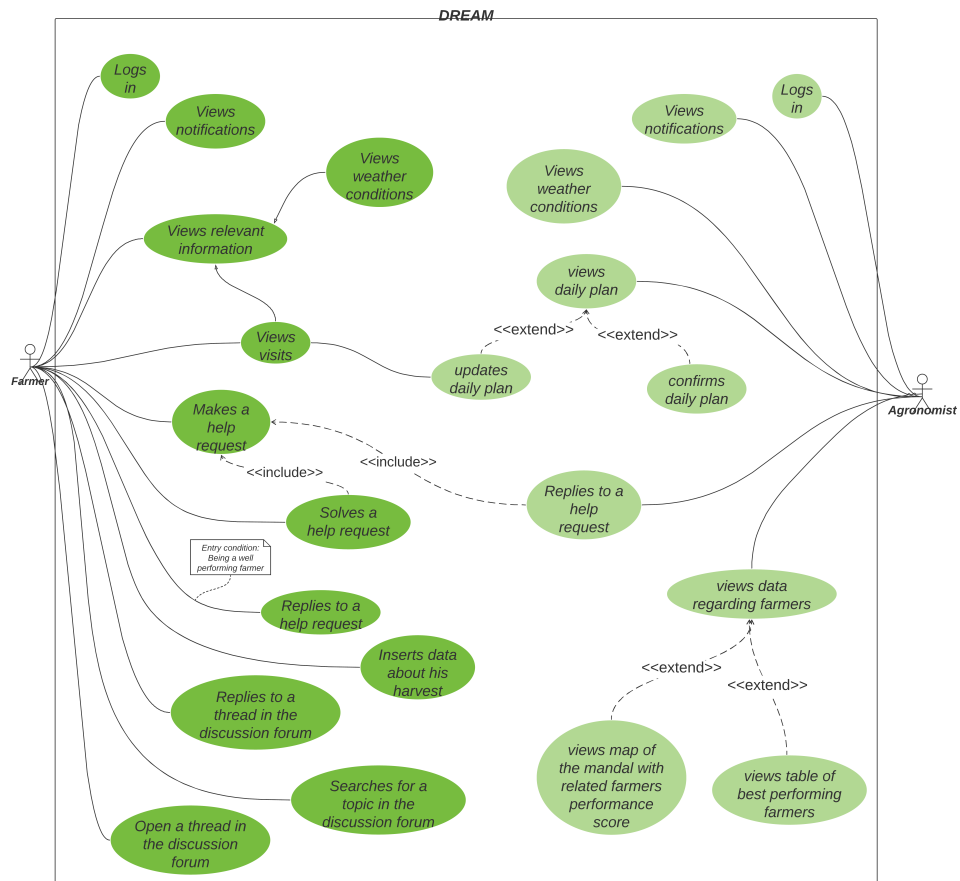 DREAM
Logs
in
Views
notifications
Views
weather
conditions
Views relevant
information
Views
visits
Farmer
Makes a
help
request
<<include>>
<<include>>
Solves a
help request
Entry condition:
Being a well
performing farmer
Replies to a
help request
Inserts data
about his
harvest
Replies to a
thread in the
discussion forum
Searches for a
topic in the
discussion forum
Open a thread in
the discussion
forum
Logs
in
Views
notifications
Views
weather
conditions
views
daily plan
<<extend>>
<<extend>>
updates
daily plan
confirms
daily plan
Agronomist
Replies to a
help
request
views data
regarding farmers
<<extend>>
<<extend>>
views map of
the mandal with
related farmers
performance
score
views table of
best performing
farmers